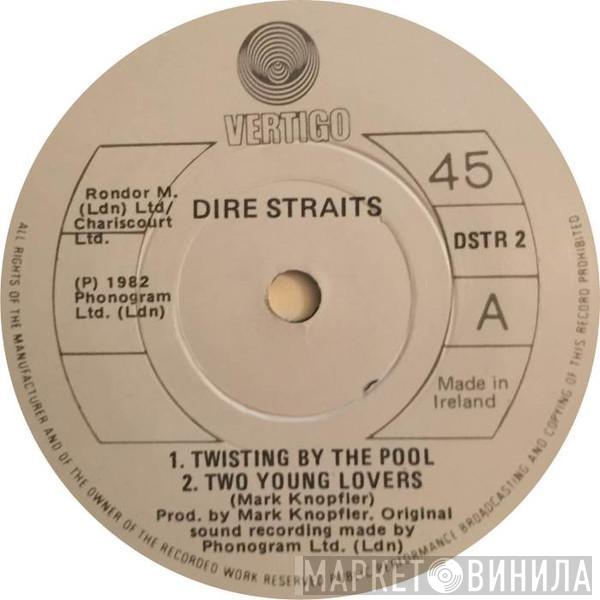 VERTIGO
Rondor M.
(Ldn) Ltd/
Chariscourt
Ltd.
(P) 1982
Phonogram
Ltd. (Ldn)
DIRE STRAITS
45
DSTR 2
A
Made in
Ireland
1. TWISTING BY THE POOL
2. TWO YOUNG LOVERS
(Mark Knopfler)
Prod. by Mark Knopfler. Original
sound recording made by
Phonogram Ltd. (Ldn)
ALL RIGHTS OF THE MANUFACTURER AND OF THE OWNER OF THE RECORDED WORK RESERVED PUBLIC PERFORMANCE BROADCASTING AND COPYING OF THIS RECORD PROHIBITED
МАРКЕТ ВИНИЛА